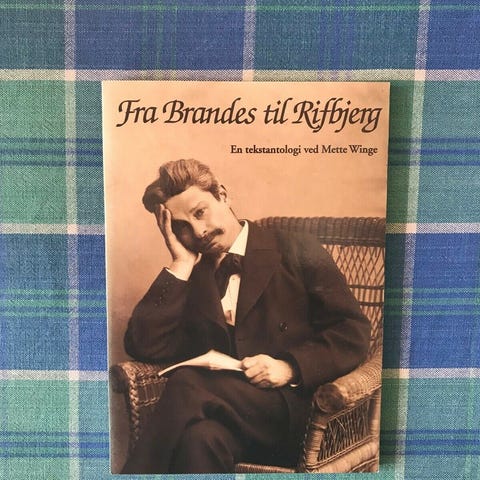 Fra Brandes til Rifbjerg
En tekstantologi ved Mette Winge